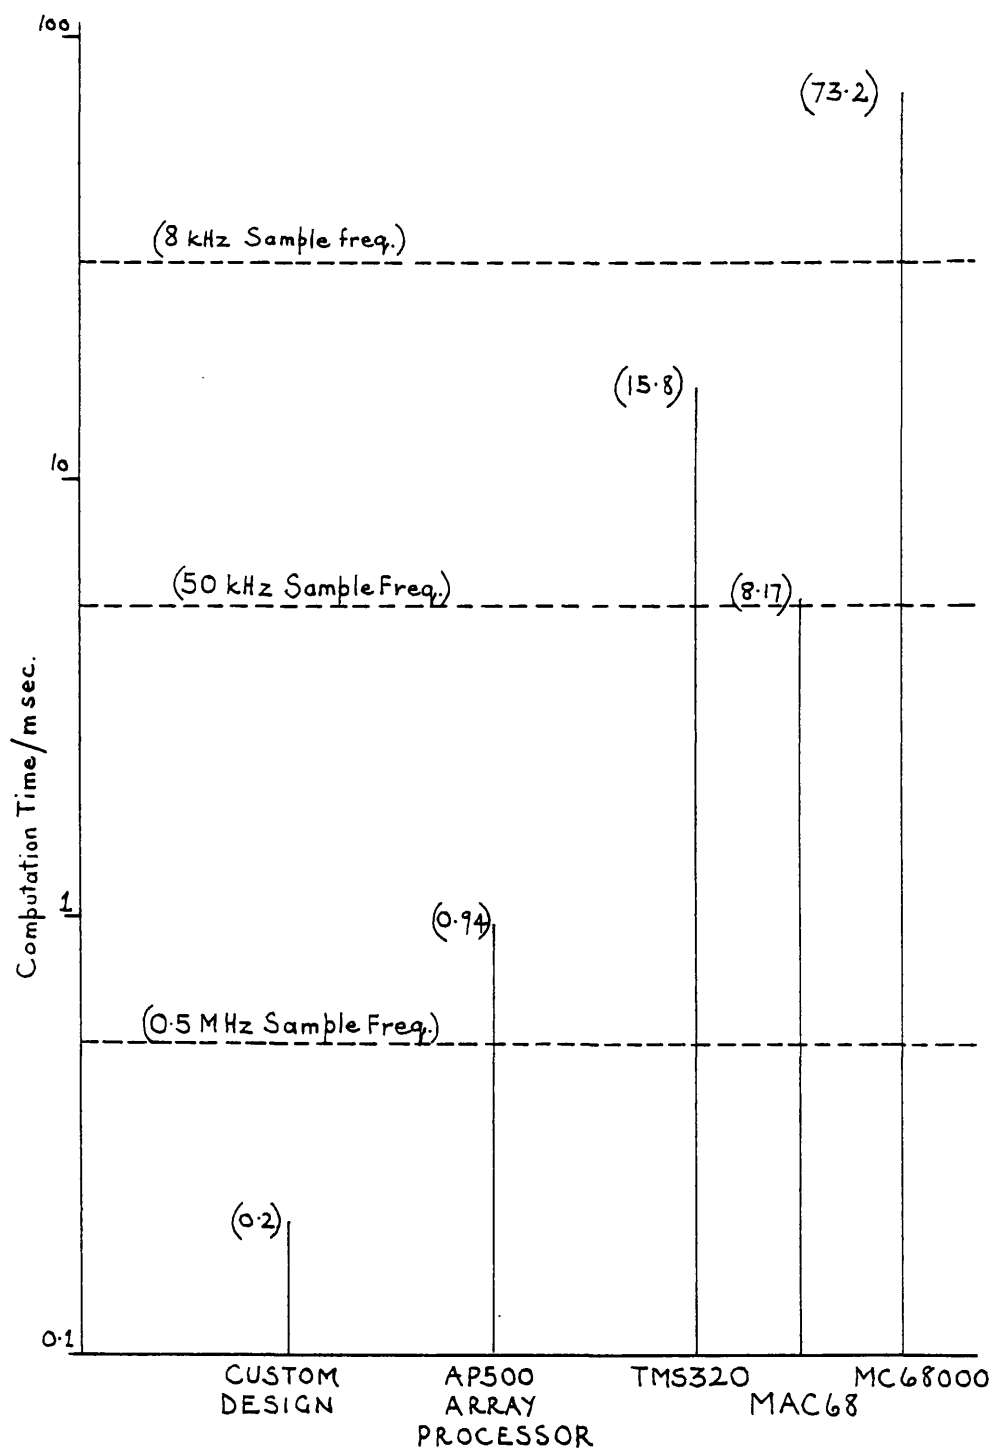 100
(73.2)
(8 kHz Sample freq.)
(15.8)
10
(50 kHz Sample Freq.)
(8.17)
Computation Time/msec.
1
(0.94)
(0.5 MHz Sample Freq.)
(0.2)
0.1
CUSTOM
DESIGN
AP500
ARRAY
PROCESSOR
TMS320
MAC68
MC68000